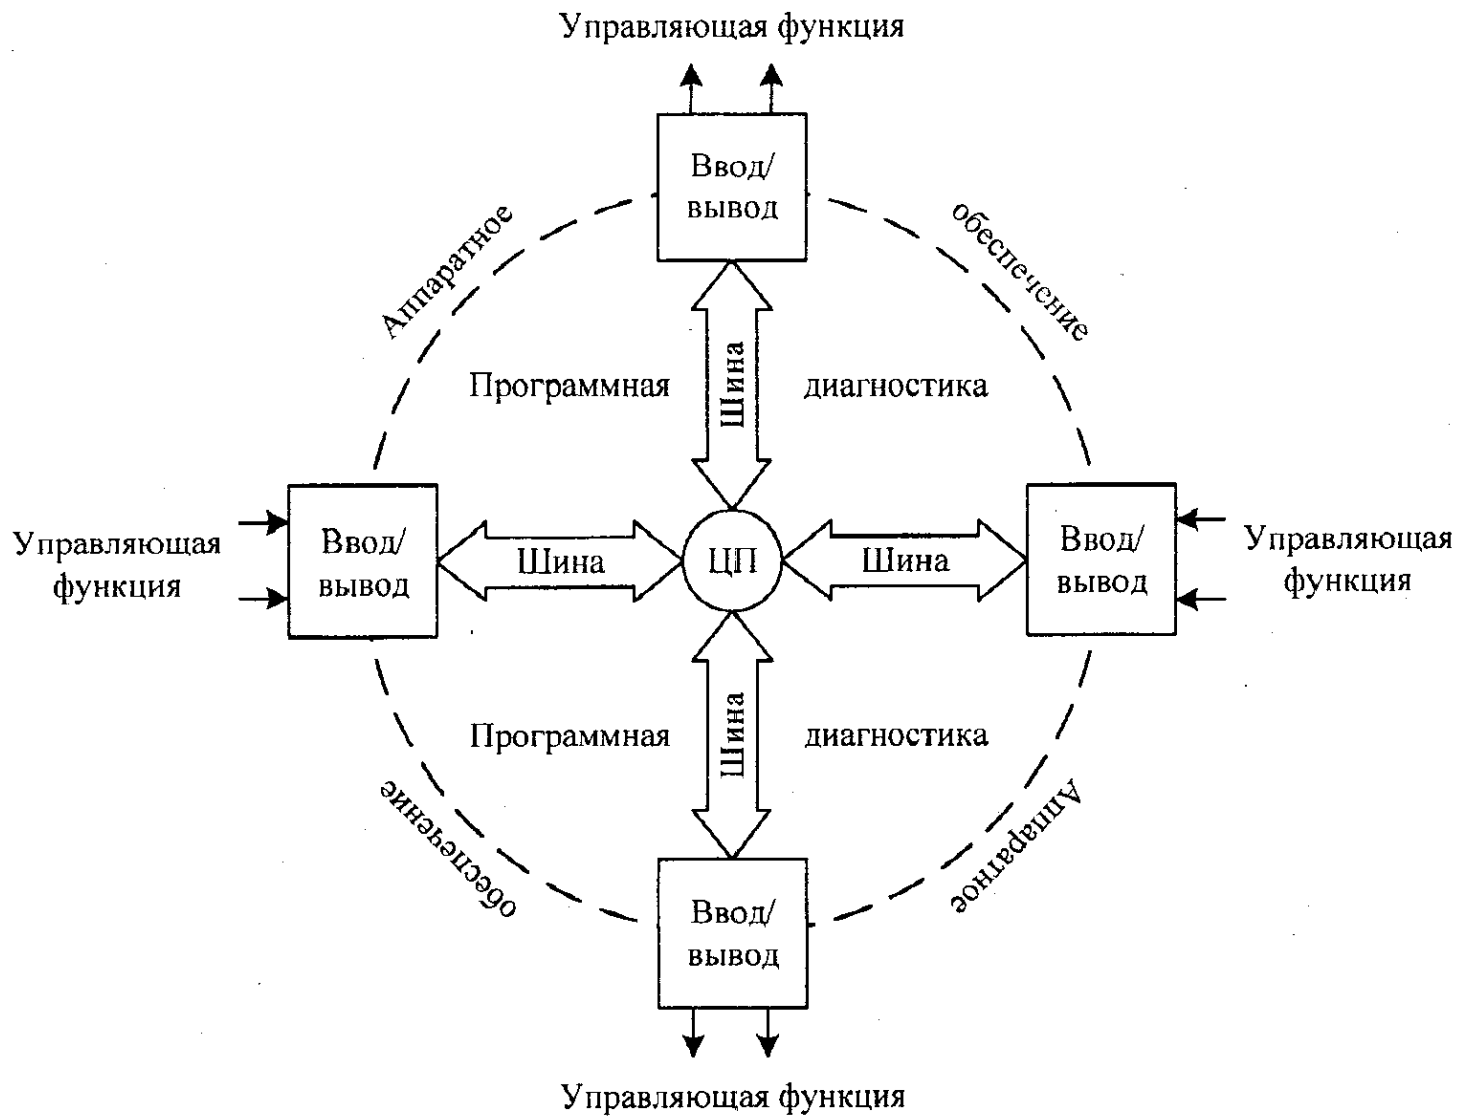 Управляющая функция
Ввод/
вывод
Аппаратное
обеспечение
Программная
Шина
диагностика
Управляющая
функция
Ввод/
вывод
Шина
ЦП
Шина
Ввод/
вывод
Управляющая
функция
Программная
Шина
диагностика
обеспечение
Аппаратное
Ввод/
вывод
Управляющая функция